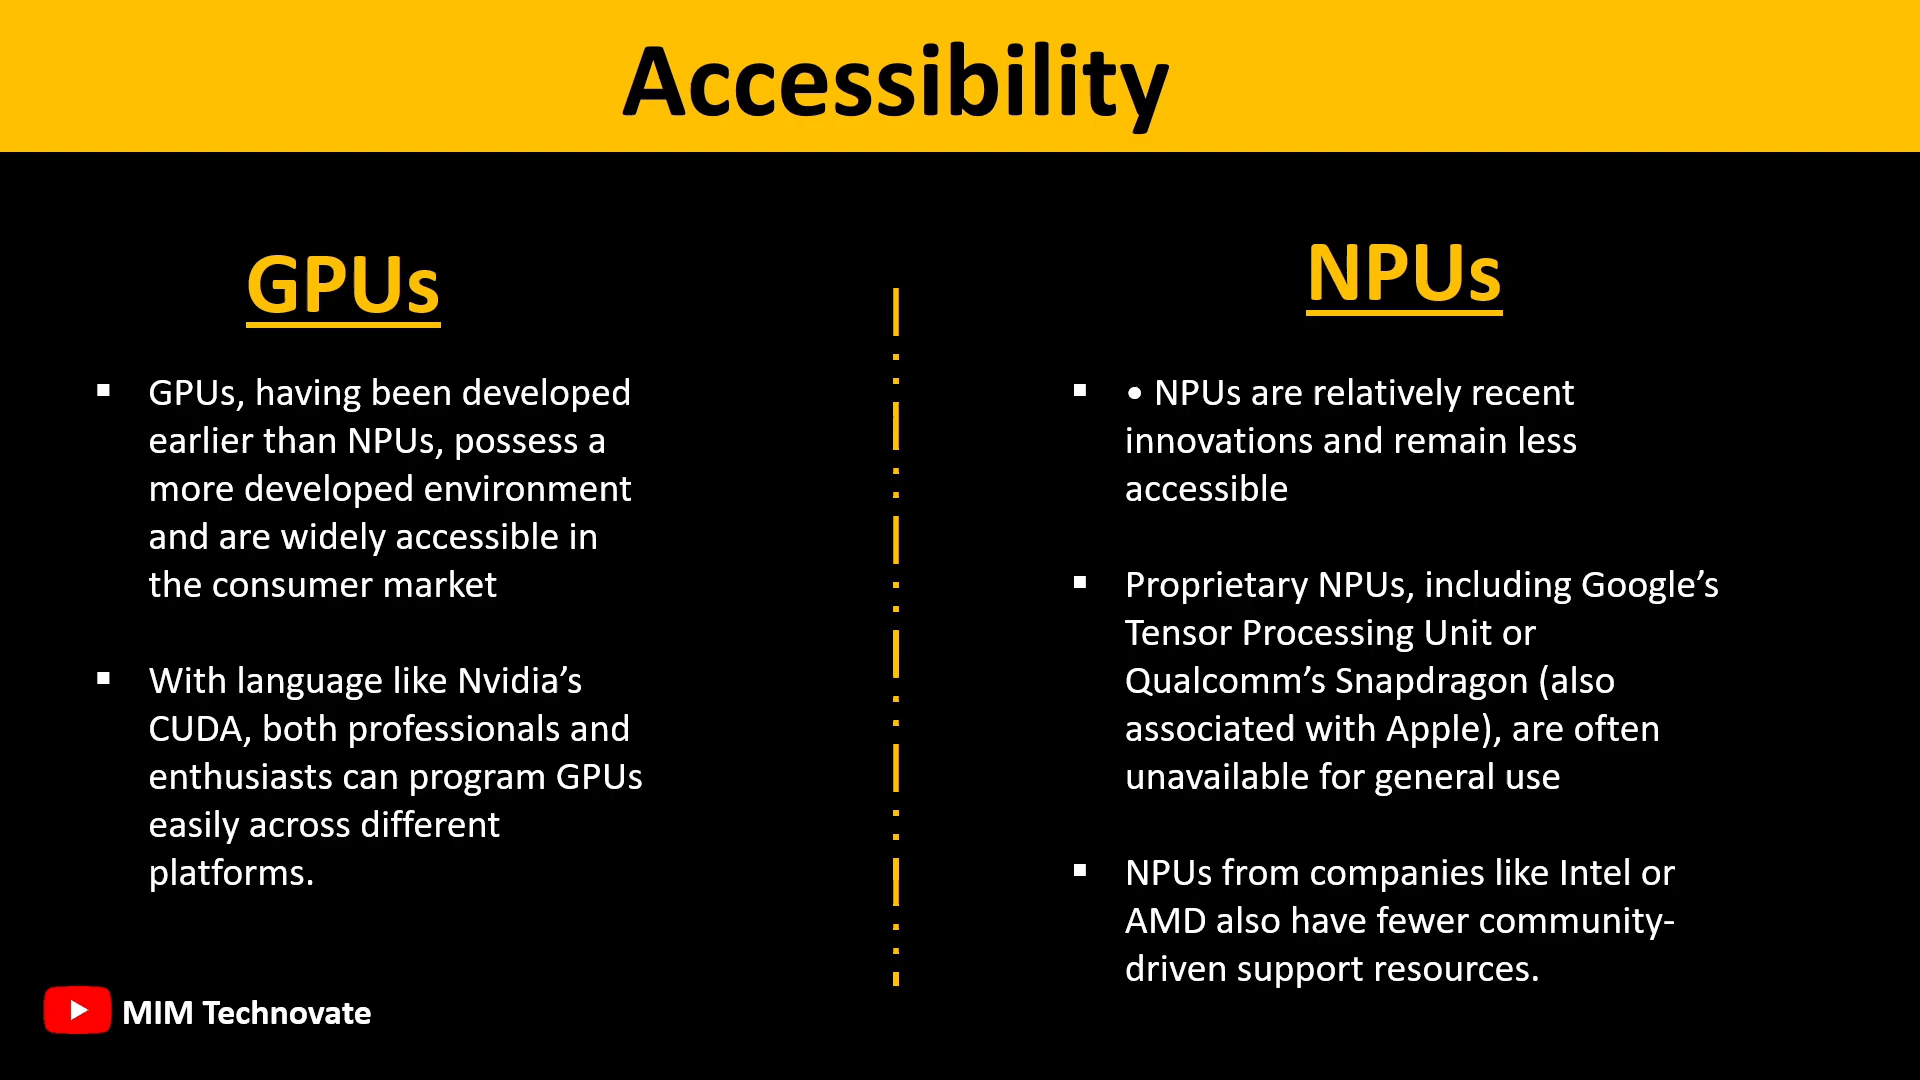 Accessibility
GPUs
▪ GPUs, having been developed
earlier than NPUs, possess a
more developed environment
and are widely accessible in
the consumer market
▪ With language like Nvidia’s
CUDA, both professionals and
enthusiasts can program GPUs
easily across different
platforms.
NPUs
▪ • NPUs are relatively recent
innovations and remain less
accessible
▪ Proprietary NPUs, including Google’s
Tensor Processing Unit or
Qualcomm’s Snapdragon (also
associated with Apple), are often
unavailable for general use
▪ NPUs from companies like Intel or
AMD also have fewer community-
driven support resources.
MIM Technovate